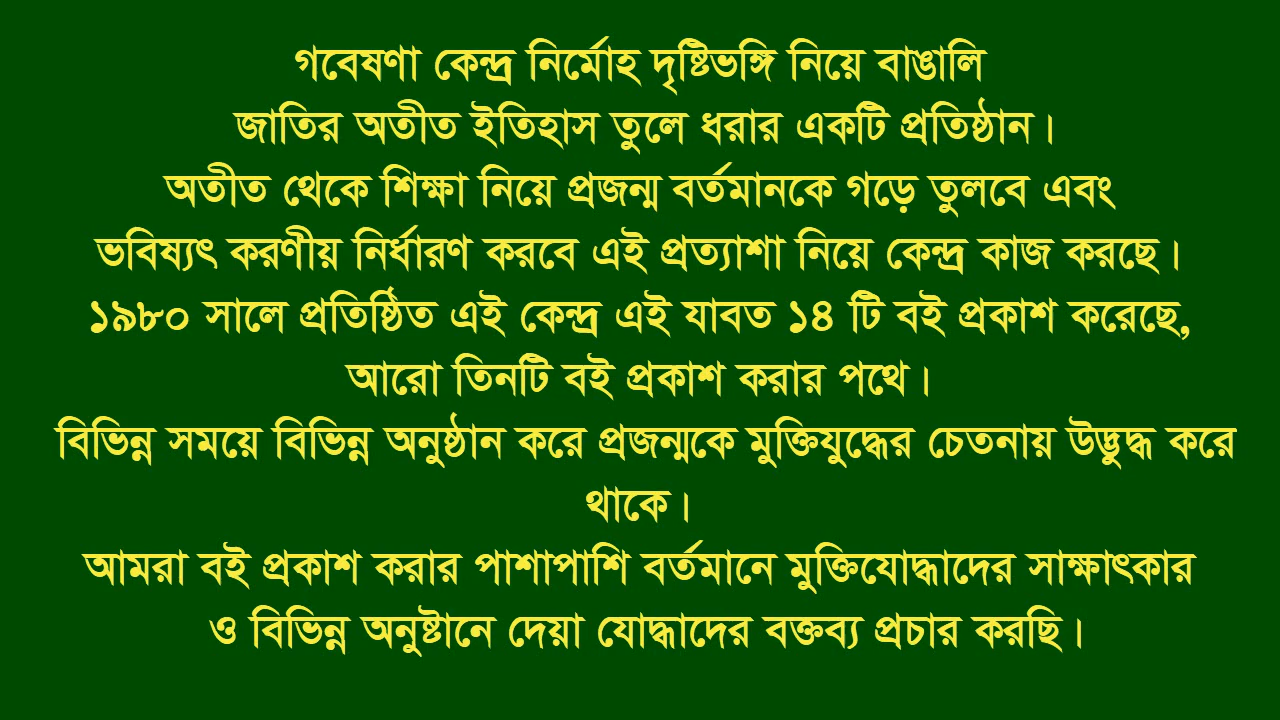 গবেষণা কেন্দ্র নির্মোহ দৃষ্টিভঙ্গি নিয়ে বাঙালি
জাতির অতীত ইতিহাস তুলে ধরার একটি প্রতিষ্ঠান।
অতীত থেকে শিক্ষা নিয়ে প্রজন্ম বর্তমানকে গড়ে তুলবে এবং
ভবিষ্যৎ করণীয় নির্ধারণ করবে এই প্রত্যাশা নিয়ে কেন্দ্র কাজ করছে।
১৯৮০ সালে প্রতিষ্ঠিত এই কেন্দ্র এই যাবত ১৪ টি বই প্রকাশ করেছে,
আরো তিনটি বই প্রকাশ করার পথে।
বিভিন্ন সময়ে বিভিন্ন অনুষ্ঠান করে প্রজন্মকে মুক্তিযুদ্ধের চেতনায় উদ্ভুদ্ধ করে
থাকে।
আমরা বই প্রকাশ করার পাশাপাশি বর্তমানে মুক্তিযোদ্ধাদের সাক্ষাৎকার
ও বিভিন্ন অনুষ্টানে দেয়া যোদ্ধাদের বক্তব্য প্রচার করছি।